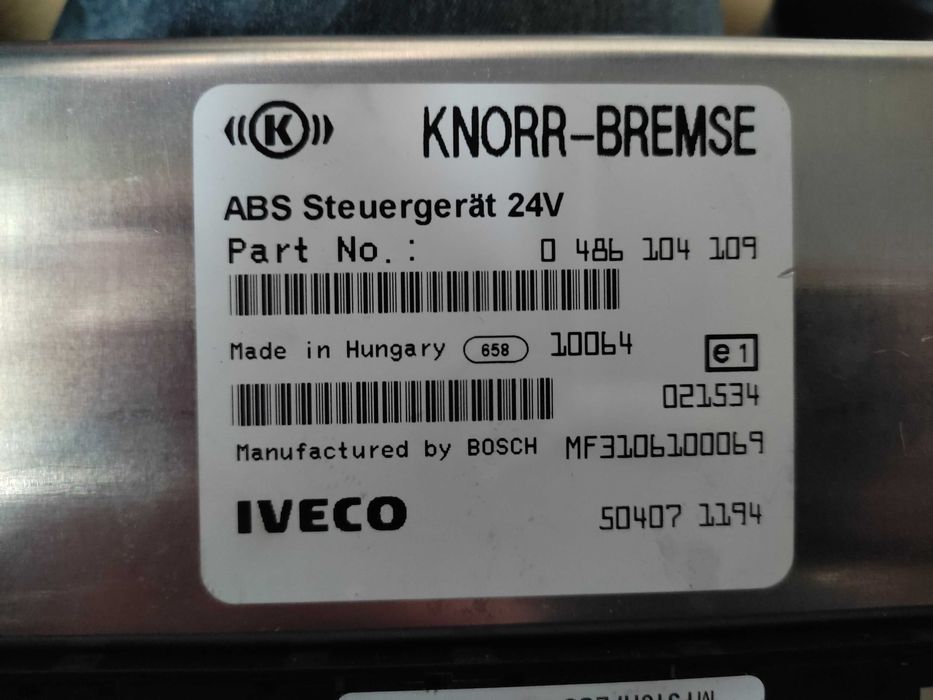 K KNORR-BREMSE
ABS Steuergerät 24V
Part No.: 0 486 104 109
Made in Hungary 658 10064 e1
021534
Manufactured by BOSCH MF3106100069
IVECO 50407 1194